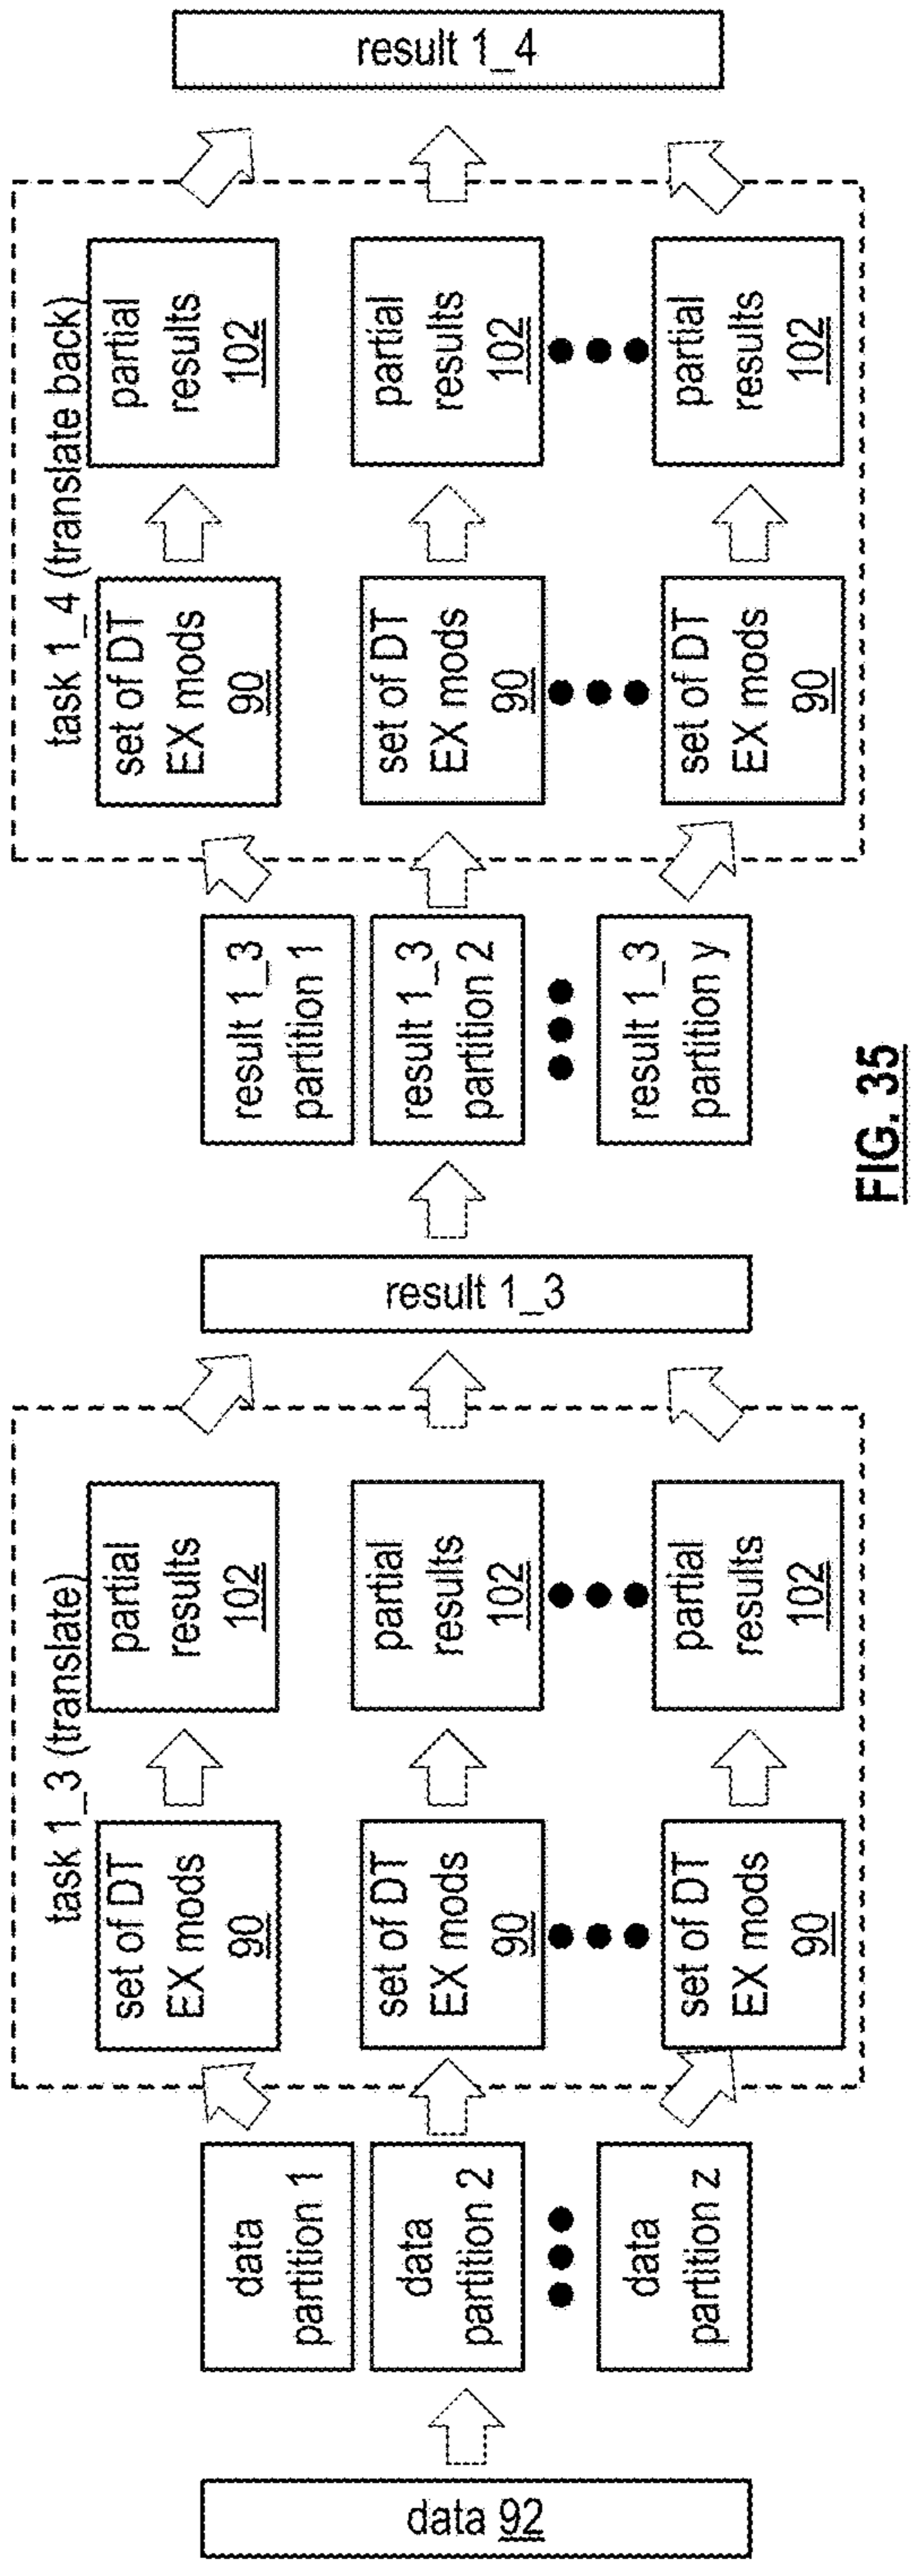 data 92
data
partition 1
data
partition 2
data
partition z
task 1_3 (translate)
set of DT
EX mods
90
partial
results
102
set of DT
EX mods
90
partial
results
102
set of DT
EX mods
90
partial
results
102
result 1_3
result 1_3
partition 1
result 1_3
partition 2
result 1_3
partition y
task 1_4 (translate back)
set of DT
EX mods
90
partial
results
102
set of DT
EX mods
90
partial
results
102
set of DT
EX mods
90
partial
results
102
result 1_4
FIG. 35